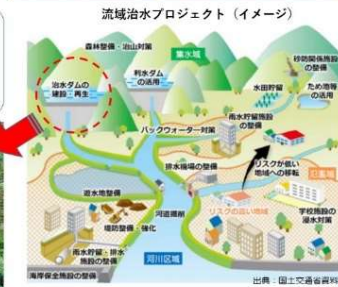 流域治水プロジェクト（イメージ）
森林整備・治山対策
集水域
治水ダムの
建設・再生
利水ダム
の活用
水田貯留
砂防関係施設
の整備
ため池等
の活用
バックウォーター対策
雨水貯留施設
の整備
排水機場の整備
リスクが低い
地域への移転
氾濫域
遊水地整備
河道掘削
リスクの高い地域
学校施設の
浸水対策
堤防整備・強化
雨水貯留・排水
施設の整備
河川区域
海岸保全施設の整備
出典：国土交通省資料